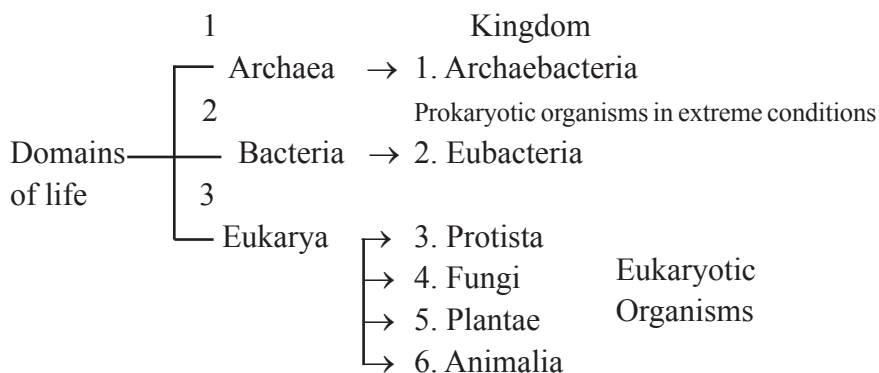 1 Kingdom
Archaea → 1. Archaebacteria
2 Prokaryotic organisms in extreme conditions
Domains of life
Bacteria → 2. Eubacteria
3
Eukarya → 3. Protista
→ 4. Fungi
Eukaryotic Organisms
→ 5. Plantae
→ 6. Animalia